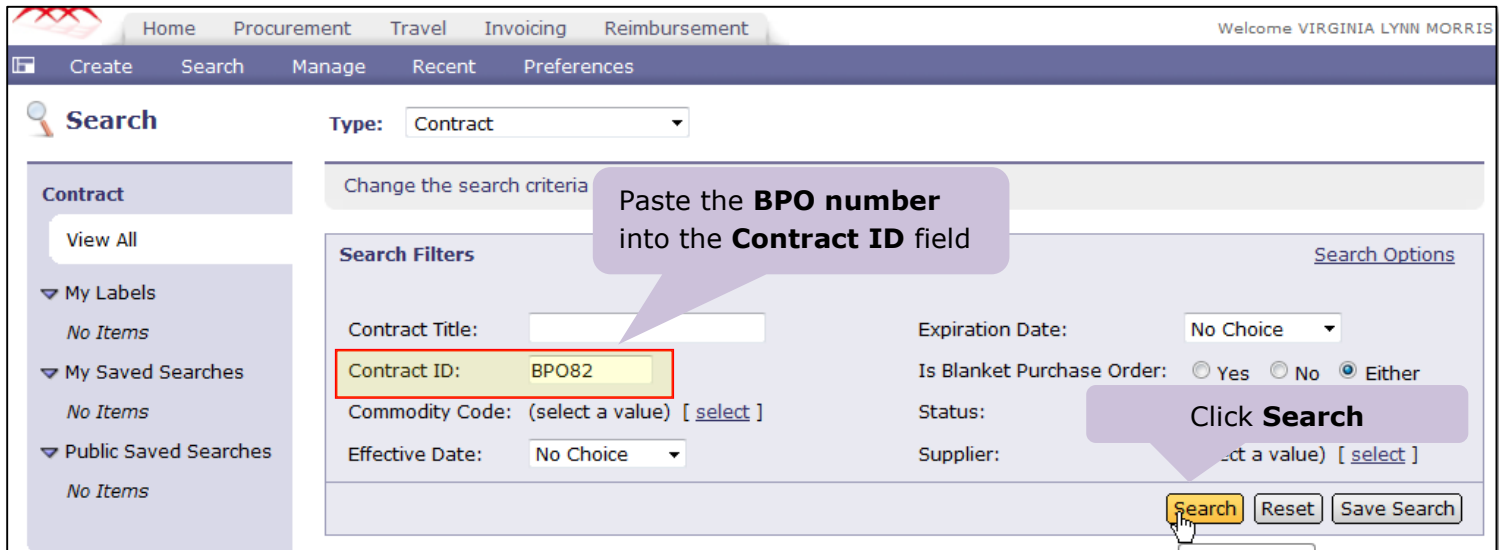 Home Procurement Travel Invoicing Reimbursement
Welcome VIRGINIA LYNN MORRIS
Create Search Manage Recent Preferences
Search
Type: Contract
Contract
View All
My Labels
No Items
My Saved Searches
No Items
Public Saved Searches
No Items
Change the search criteria
Paste the BPO number
into the Contract ID field
Search Filters
Search Options
Contract Title:
Expiration Date: No Choice
Contract ID: BPO82
Is Blanket Purchase Order: Yes No Either
Commodity Code: (select a value) [ select ]
Status:
Click Search
Effective Date: No Choice
Supplier: a value) [ select ]
Search Reset Save Search